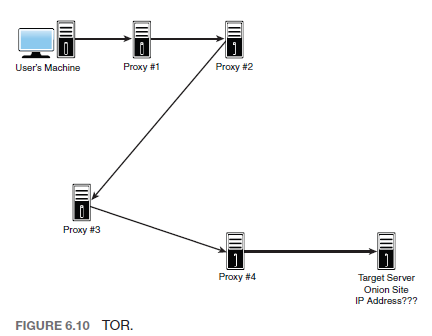 User's Machine
Proxy #1
Proxy #2
Proxy #3
Proxy #4
Target Server
Onion Site
IP Address???
FIGURE 6.10 TOR.